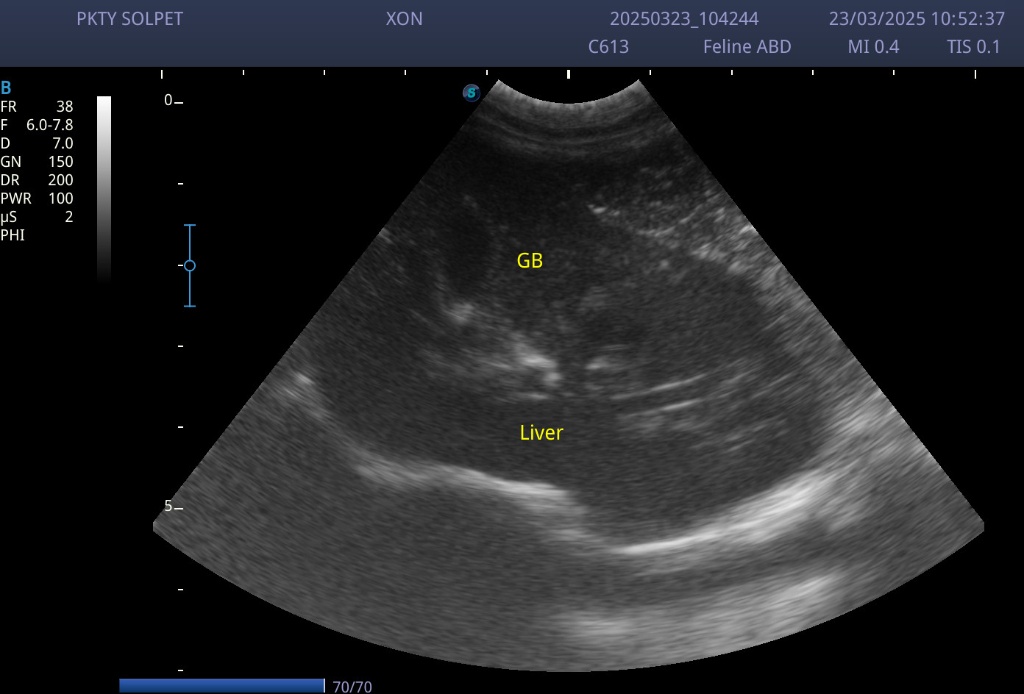 PKTY SOLPET XON 20250323_104244 23/03/2025 10:52:37
C613 Feline ABD MI 0.4 TIS 0.1
B
FR 38
F 6.0-7.8
D 7.0
GN 150
DR 200
PWR 100
µS 2
PHI
0
S
GB
Liver
5
70/70